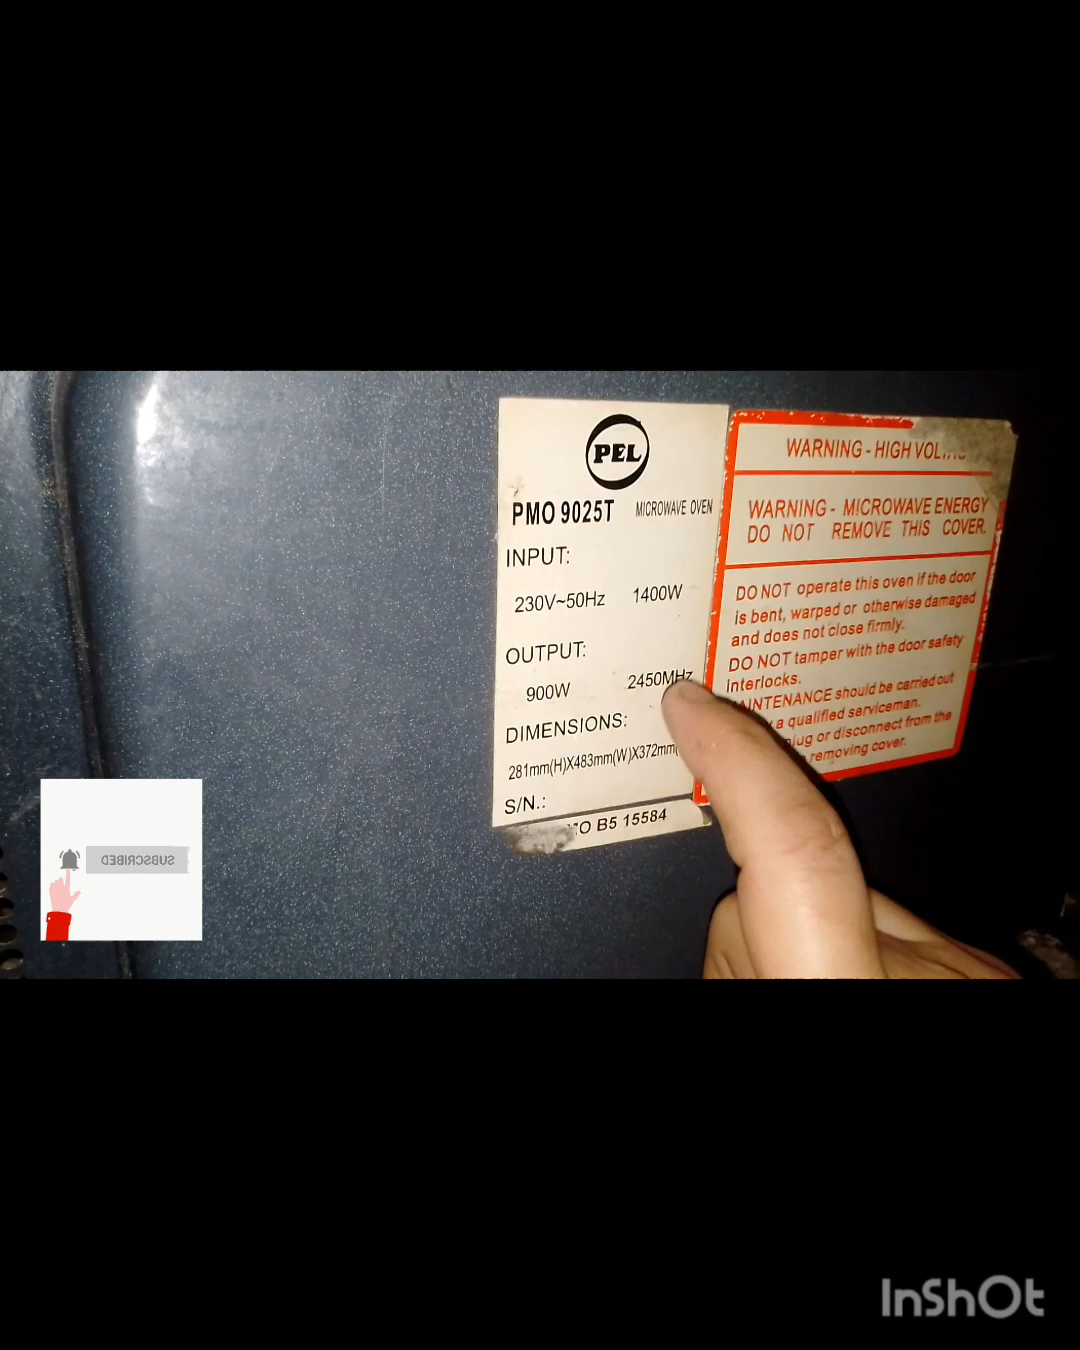 PEL
PMO 9025T MICROWAVE OVEN
INPUT:
230V~50Hz 1400W
OUTPUT:
900W 2450MHz
DIMENSIONS:
281mm(H)X483mm(W)X372mm(
S/N.:
B5 15584
WARNING - HIGH
WARNING - MICROWAVE ENERGY
DO NOT REMOVE THIS COVER.
DO NOT operate this oven if the door
is bent, warped or otherwise damaged
and does not close firmly.
DO NOT tamper with the door safety
interlocks.
MAINTENANCE should be carried out
a qualified serviceman.
or disconnect from the
removing cover.
SUBSCRIBED
InShOt